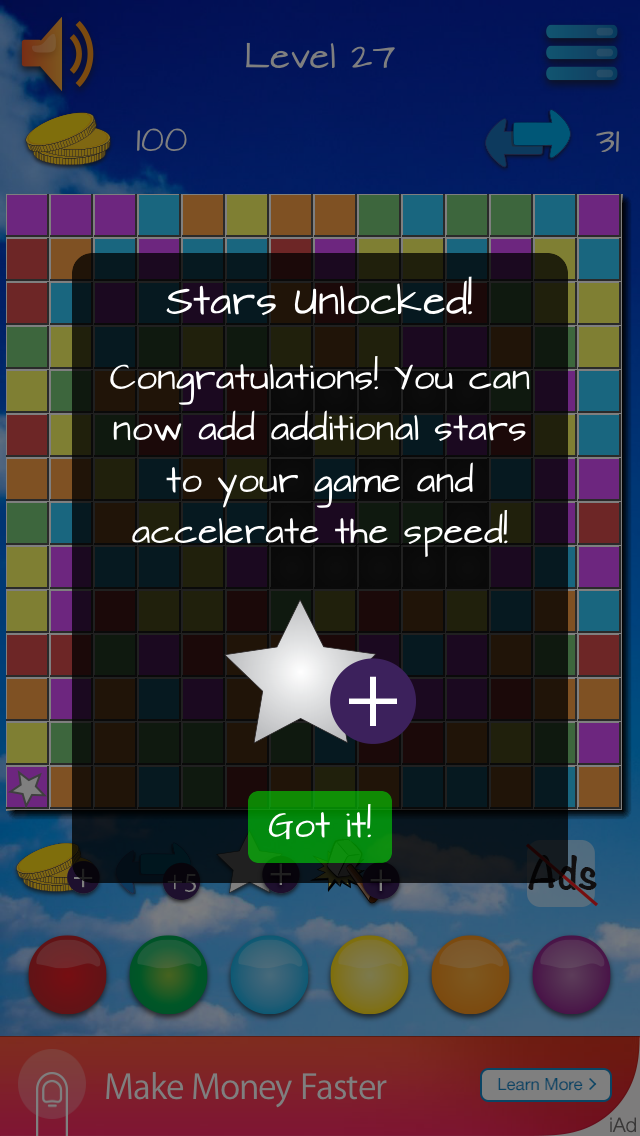 Level 27
100
31
Stars Unlocked!
Congratulations! You can
now add additional stars
to your game and
accelerate the speed!
+
Got it!
+
+5
+
+
Ads
Make Money Faster
Learn More >
iAd